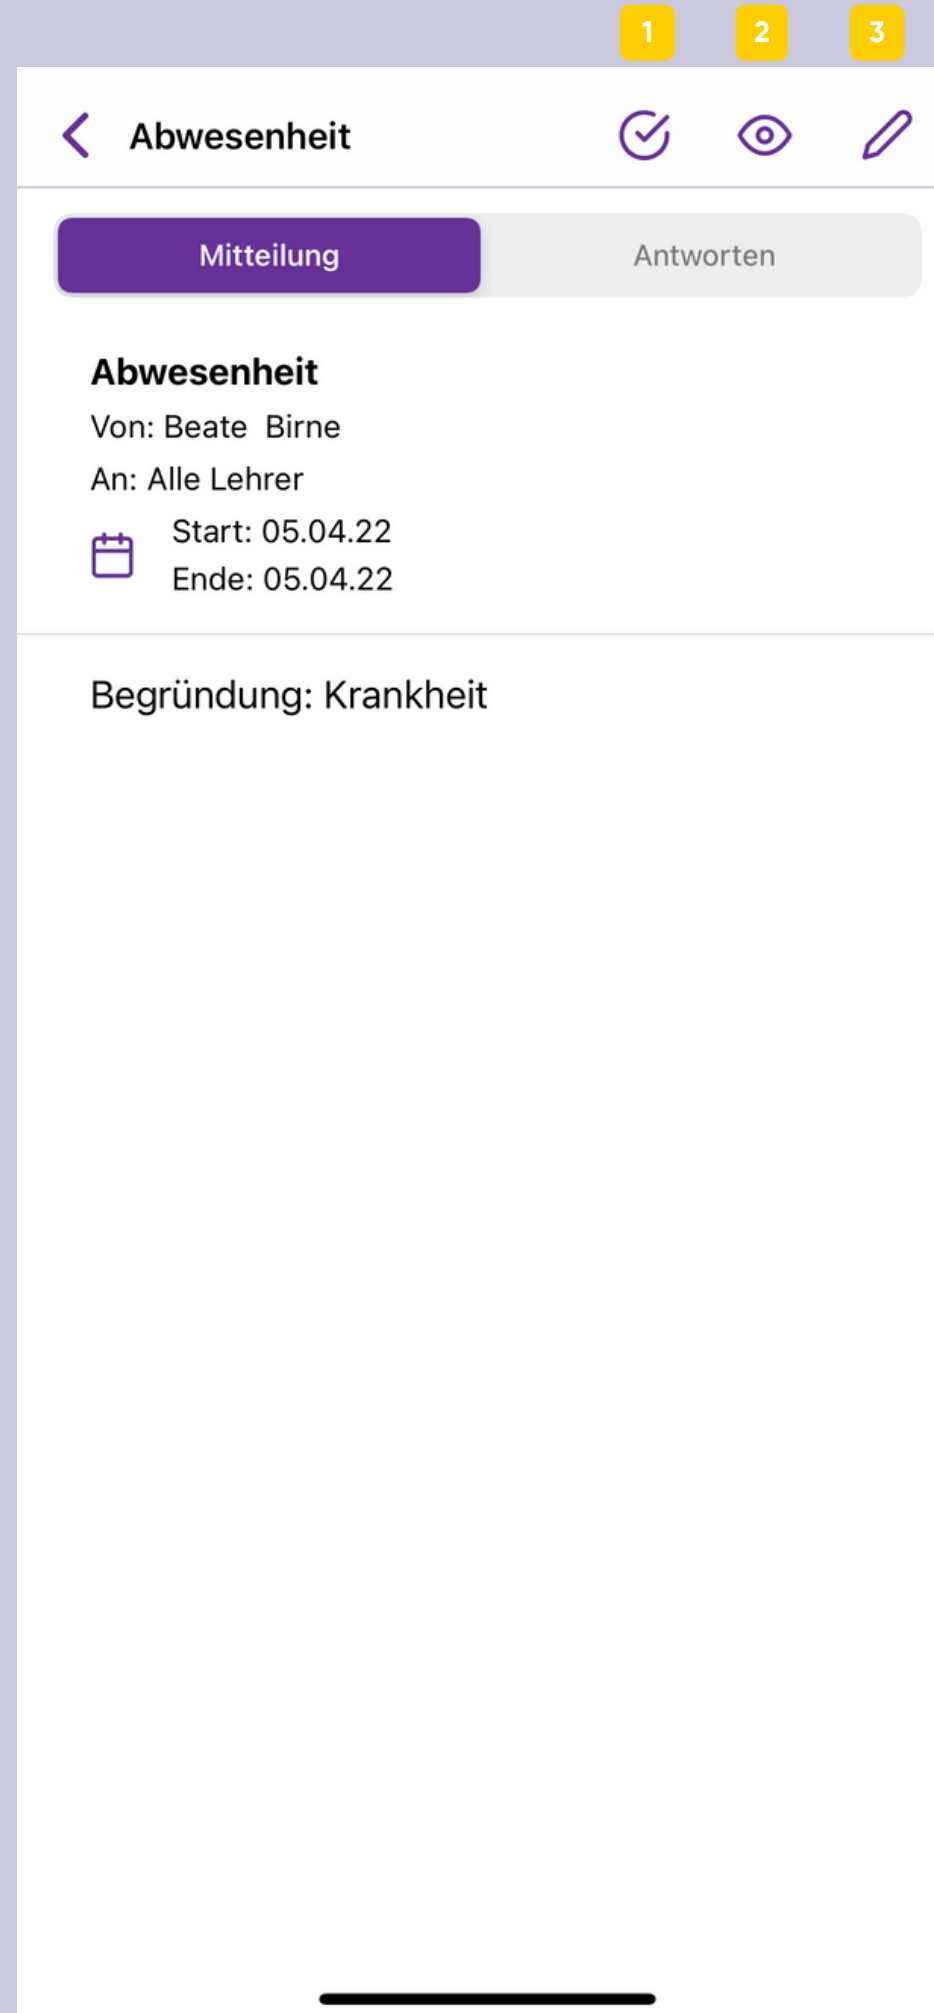 1 2 3
Abwesenheit
Mitteilung Antworten
Abwesenheit
Von: Beate  Birne
An: Alle Lehrer
Start: 05.04.22
Ende: 05.04.22
Begründung: Krankheit